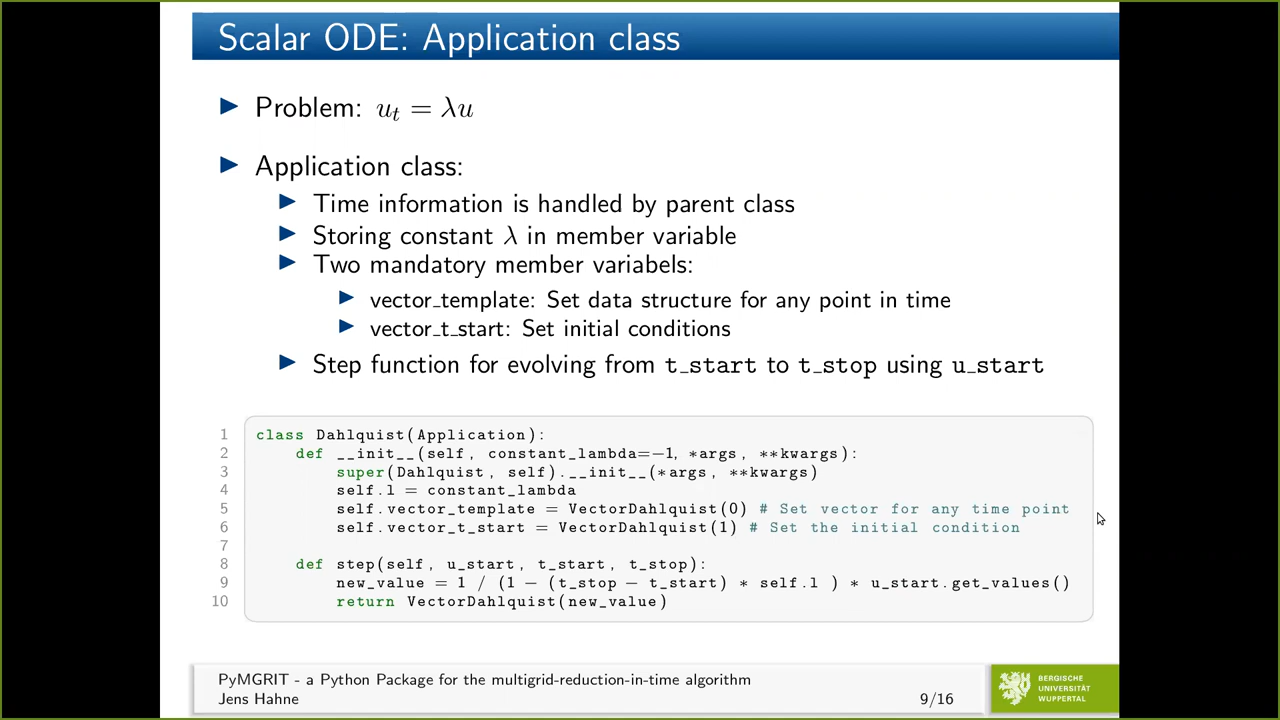 Scalar ODE: Application class
Problem: u_t = λu
Application class:
Time information is handled by parent class
Storing constant λ in member variable
Two mandatory member variabels:
vector_template: Set data structure for any point in time
vector_t_start: Set initial conditions
Step function for evolving from t_start to t_stop using u_start
1 class Dahlquist(Application):
2     def __init__(self, constant_lambda=−1, *args, **kwargs):
3         super(Dahlquist, self).__init__(*args, **kwargs)
4         self.l = constant_lambda
5         self.vector_template = VectorDahlquist(0) # Set vector for any time point
6         self.vector_t_start = VectorDahlquist(1) # Set the initial condition
7
8     def step(self, u_start, t_start, t_stop):
9         new_value = 1 / (1 − (t_stop − t_start) * self.l ) * u_start.get_values()
10         return VectorDahlquist(new_value)
PyMGRIT - a Python Package for the multigrid-reduction-in-time algorithm
Jens Hahne 9/16
BERGISCHE
UNIVERSITÄT
WUPPERTAL